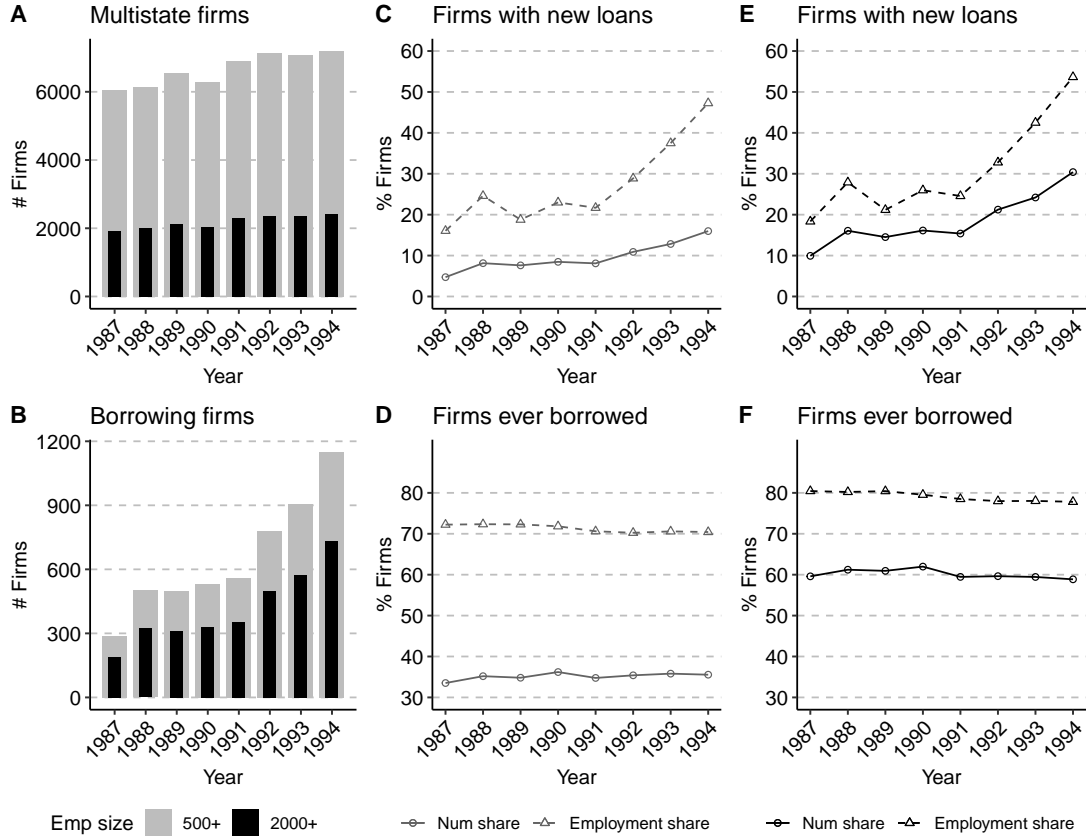 A Multistate firms
# Firms
6000
4000
2000
0
1987 1988 1989 1990 1991 1992 1993 1994
Year
C Firms with new loans
% Firms
60
50
40
30
20
10
0
1987 1988 1989 1990 1991 1992 1993 1994
Year
E Firms with new loans
% Firms
60
50
40
30
20
10
0
1987 1988 1989 1990 1991 1992 1993 1994
Year
B Borrowing firms
# Firms
1200
900
600
300
0
1987 1988 1989 1990 1991 1992 1993 1994
Year
D Firms ever borrowed
% Firms
80
70
60
50
40
30
1987 1988 1989 1990 1991 1992 1993 1994
Year
F Firms ever borrowed
% Firms
80
70
60
50
40
30
1987 1988 1989 1990 1991 1992 1993 1994
Year
Emp size 500+ 2000+
Num share Employment share
Num share Employment share